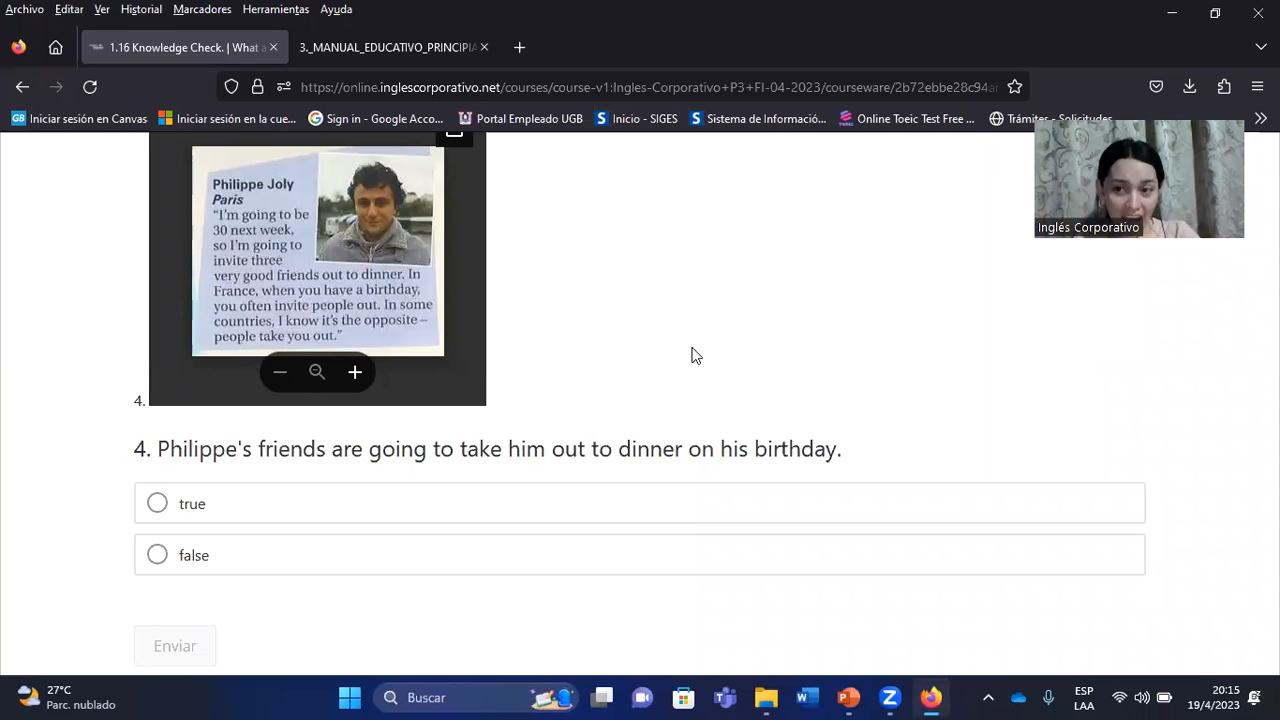 Archivo Editar Ver Historial Marcadores Herramientas Ayuda
1.16 Knowledge Check. | What a
3._MANUAL_EDUCATIVO_PRINCIPIA
https://online.inglescorporativo.net/courses/course-v1:Ingles-Corporativo+P3+FI-04-2023/courseware/2b72ebbe28c94ar
GB Iniciar sesión en Canvas Iniciar sesión en la cue... Sign in - Google Acco... Portal Empleado UGB Inicio - SIGES Sistema de Informació... Online Toeic Test Free ... Trámites - Solicitudes
Inglés Corporativo
Philippe Joly
Paris
“I’m going to be
30 next week,
so I’m going to
invite three
very good friends out to dinner. In
France, when you have a birthday,
you often invite people out. In some
countries, I know it’s the opposite –
people take you out.”
4.
4. Philippe's friends are going to take him out to dinner on his birthday.
true
false
Enviar
27°C
Parc. nublado
Buscar
ESP
LAA
20:15
19/4/2023